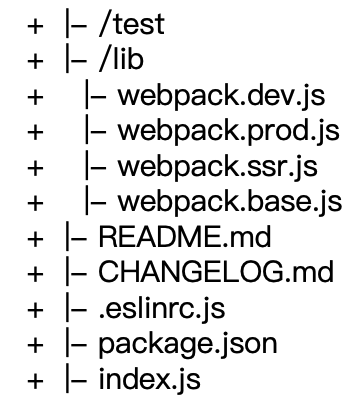 + |- /test
+ |- /lib
+   |- webpack.dev.js
+   |- webpack.prod.js
+   |- webpack.ssr.js
+   |- webpack.base.js
+ |- README.md
+ |- CHANGELOG.md
+ |- .eslinrc.js
+ |- package.json
+ |- index.js